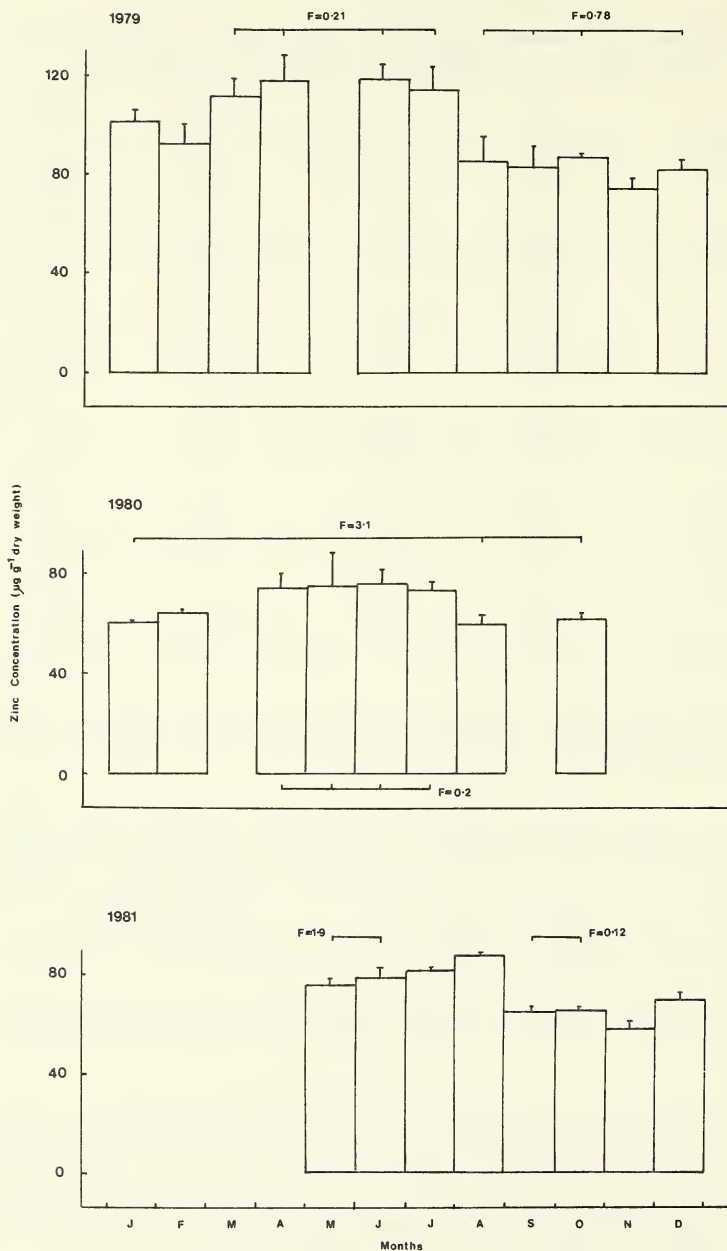 1979
F=0·21
F=0·78
120
80
40
0
1980
F=3·1
80
40
0
F=0·2
Zinc Concentration (µg g⁻¹ dry weight)
1981
F=1·9
F=0·12
80
40
0
J F M A M J J A S O N D
Months